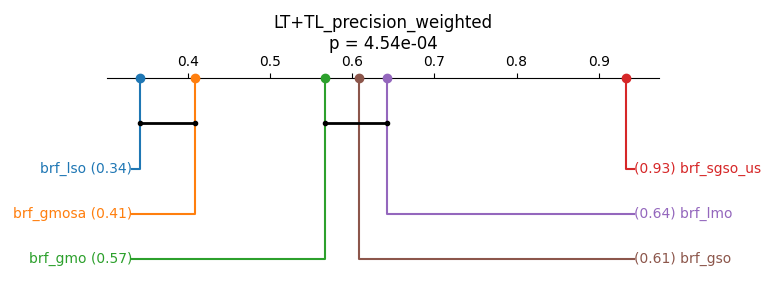 LT+TL_precision_weighted
p = 4.54e-04
0.4 0.5 0.6 0.7 0.8 0.9
brf_lso (0.34) (0.93) brf_sgso_us
brf_gmosa (0.41) (0.64) brf_lmo
brf_gmo (0.57) (0.61) brf_gso